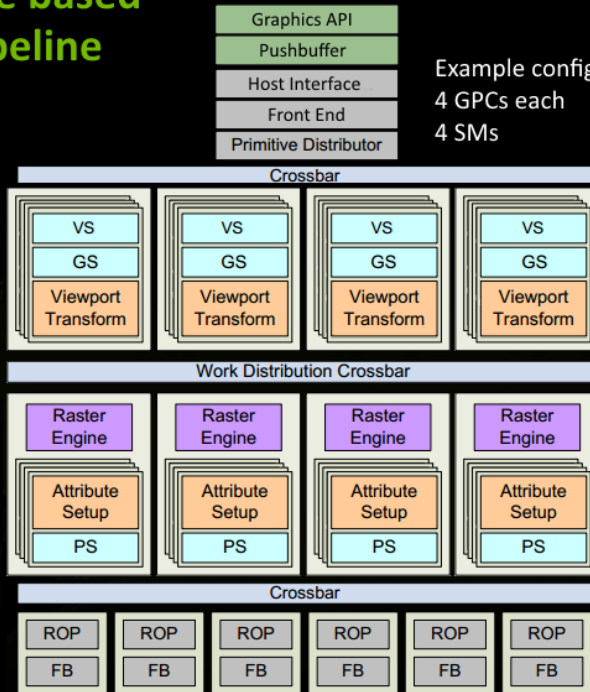 e based
peline
Graphics API
Pushbuffer
Host Interface
Front End
Primitive Distributor
Example config
4 GPCs each
4 SMs
Crossbar
VS VS VS VS
GS GS GS GS
Viewport Viewport Viewport Viewport
Transform Transform Transform Transform
Work Distribution Crossbar
Raster Raster Raster Raster
Engine Engine Engine Engine
Attribute Attribute Attribute Attribute
Setup Setup Setup Setup
PS PS PS PS
Crossbar
ROP ROP ROP ROP ROP ROP
FB FB FB FB FB FB